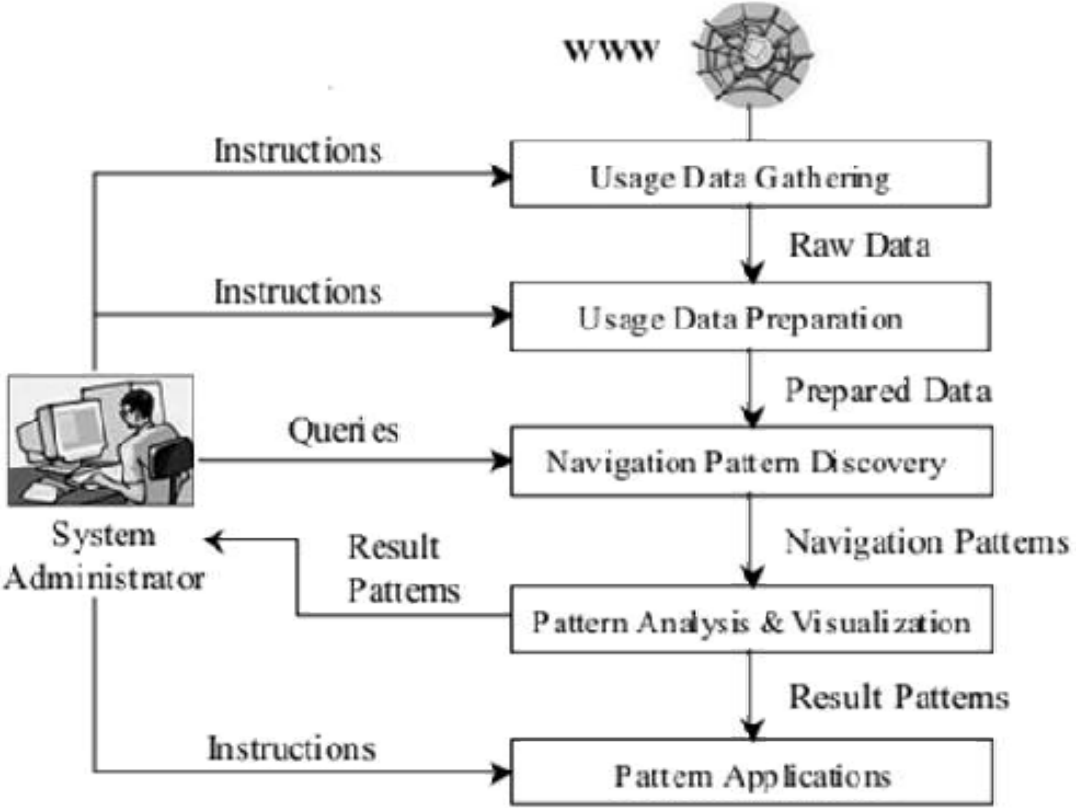 WWW
Instructions
Usage Data Gathering
Raw Data
Instructions
Usage Data Preparation
Prepared Data
Queries
Navigation Pattern Discovery
System
Administrator
Result
Patterns
Navigation Patterns
Pattern Analysis & Visualization
Result Patterns
Instructions
Pattern Applications